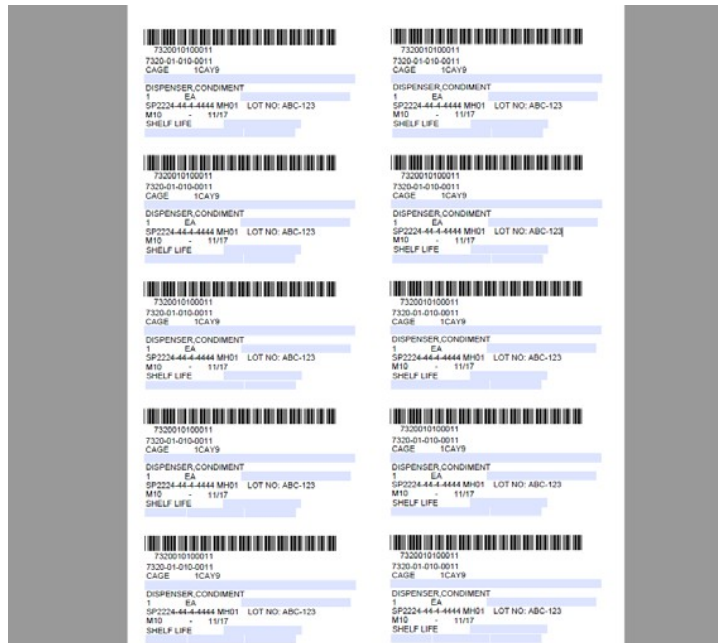 7320010100011
7320-01-010-0011
CAGE 1CAY9
DISPENSER,CONDIMENT
1 EA
SP2224-44-4-4444 MH01 LOT NO: ABC-123
M10 - 11/17
SHELF LIFE
7320010100011
7320-01-010-0011
CAGE 1CAY9
DISPENSER,CONDIMENT
1 EA
SP2224-44-4-4444 MH01 LOT NO: ABC-123
M10 - 11/17
SHELF LIFE
7320010100011
7320-01-010-0011
CAGE 1CAY9
DISPENSER,CONDIMENT
1 EA
SP2224-44-4-4444 MH01 LOT NO: ABC-123
M10 - 11/17
SHELF LIFE
7320010100011
7320-01-010-0011
CAGE 1CAY9
DISPENSER,CONDIMENT
1 EA
SP2224-44-4-4444 MH01 LOT NO: ABC-123
M10 - 11/17
SHELF LIFE
7320010100011
7320-01-010-0011
CAGE 1CAY9
DISPENSER,CONDIMENT
1 EA
SP2224-44-4-4444 MH01 LOT NO: ABC-123
M10 - 11/17
SHELF LIFE
7320010100011
7320-01-010-0011
CAGE 1CAY9
DISPENSER,CONDIMENT
1 EA
SP2224-44-4-4444 MH01 LOT NO: ABC-123
M10 - 11/17
SHELF LIFE
7320010100011
7320-01-010-0011
CAGE 1CAY9
DISPENSER,CONDIMENT
1 EA
SP2224-44-4-4444 MH01 LOT NO: ABC-123
M10 - 11/17
SHELF LIFE
7320010100011
7320-01-010-0011
CAGE 1CAY9
DISPENSER,CONDIMENT
1 EA
SP2224-44-4-4444 MH01 LOT NO: ABC-123
M10 - 11/17
SHELF LIFE
7320010100011
7320-01-010-0011
CAGE 1CAY9
DISPENSER,CONDIMENT
1 EA
SP2224-44-4-4444 MH01 LOT NO: ABC-123
M10 - 11/17
SHELF LIFE
7320010100011
7320-01-010-0011
CAGE 1CAY9
DISPENSER,CONDIMENT
1 EA
SP2224-44-4-4444 MH01 LOT NO: ABC-123
M10 - 11/17
SHELF LIFE